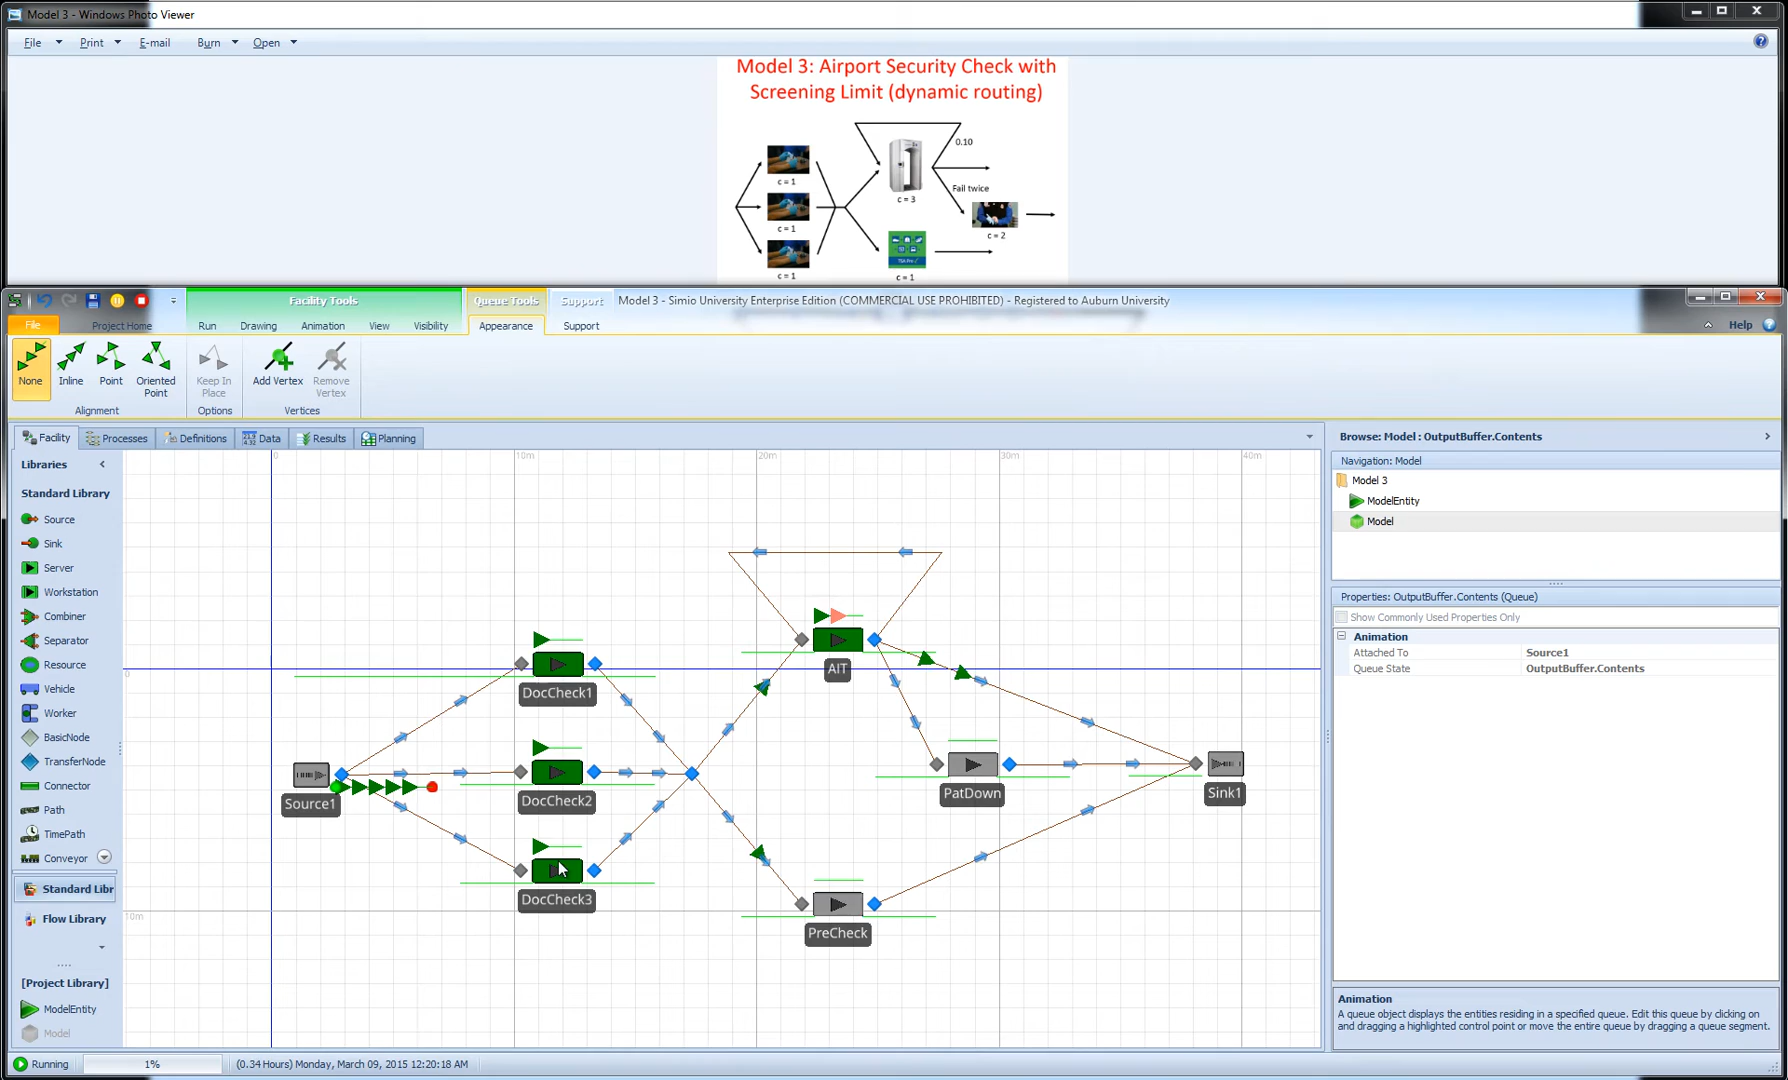 Model 3 - Windows Photo Viewer
File Print E-mail Burn Open
Model 3: Airport Security Check with
Screening Limit (dynamic routing)
0.10
c = 1
Fail twice
c = 3
c = 1
c = 2
c = 1
c = 1
Facility Tools Queue Tools Support Model 3 - Simio University Enterprise Edition (COMMERCIAL USE PROHIBITED) - Registered to Auburn University
File Project Home Run Drawing Animation View Visibility Appearance Support Help
None Inline Point Oriented Point Keep In Place Add Vertex Remove Vertex
Alignment Options Vertices
Facility Processes Definitions Data Results Planning
Libraries
Standard Library
Source
Sink
Server
Workstation
Combiner
Separator
Resource
Vehicle
Worker
BasicNode
TransferNode
Connector
Path
TimePath
Conveyor
Standard Libr
Flow Library
[Project Library]
ModelEntity
Model
0 10m 20m 30m 40m
0
10m
AIT
DocCheck1
DocCheck2
DocCheck3
Source1
PatDown
Sink1
PreCheck
Browse: Model : OutputBuffer.Contents
Navigation: Model
Model 3
ModelEntity
Model
Properties: OutputBuffer.Contents (Queue)
Show Commonly Used Properties Only
Animation
Attached To Source1
Queue State OutputBuffer.Contents
Animation
A queue object displays the entities residing in a specified queue. Edit this queue by clicking on
and dragging a highlighted control point or move the entire queue by dragging a queue segment.
Running 1% (0.34 Hours) Monday, March 09, 2015 12:20:18 AM